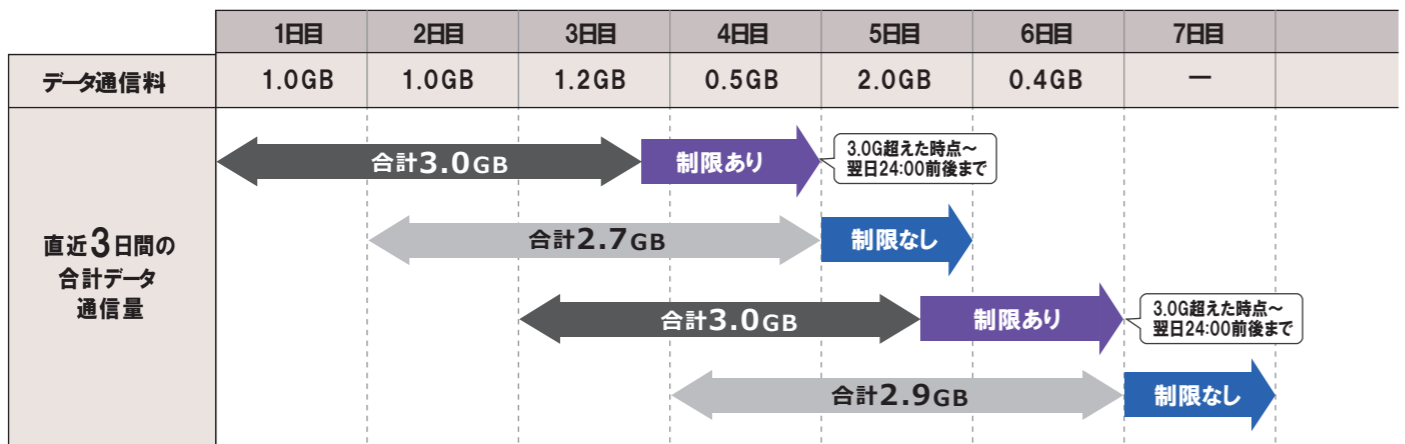 1日目 2日目 3日目 4日目 5日目 6日目 7日目
データ通信料 1.0GB 1.0GB 1.2GB 0.5GB 2.0GB 0.4GB ー
直近3日間の
合計データ
通信量
合計3.0GB 制限あり
3.0G超えた時点～
翌日24:00前後まで
合計2.7GB 制限なし
合計3.0GB 制限あり
3.0G超えた時点～
翌日24:00前後まで
合計2.9GB 制限なし